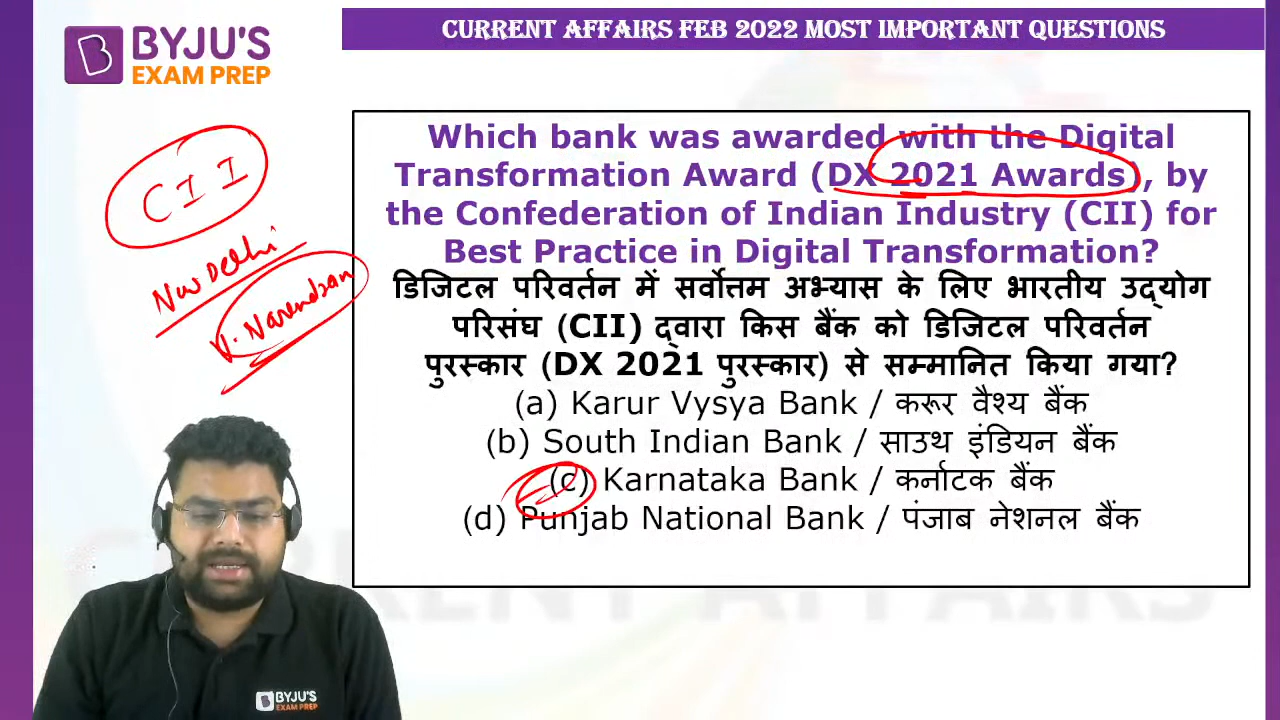 BYJU'S
EXAM PREP
CURRENT AFFAIRS FEB 2022 MOST IMPORTANT QUESTIONS
Which bank was awarded with the Digital
Transformation Award (DX 2021 Awards), by
the Confederation of Indian Industry (CII) for
Best Practice in Digital Transformation?
डिजिटल परिवर्तन में सर्वोत्तम अभ्यास के लिए भारतीय उद्योग
परिसंघ (CII) द्वारा किस बैंक को डिजिटल परिवर्तन
पुरस्कार (DX 2021 पुरस्कार) से सम्मानित किया गया?
(a) Karur Vysya Bank / करूर वैश्य बैंक
(b) South Indian Bank / साउथ इंडियन बैंक
(c) Karnataka Bank / कर्नाटक बैंक
(d) Punjab National Bank / पंजाब नेशनल बैंक
CII
New Delhi
Narendran
BYJU'S
EXAM PREP